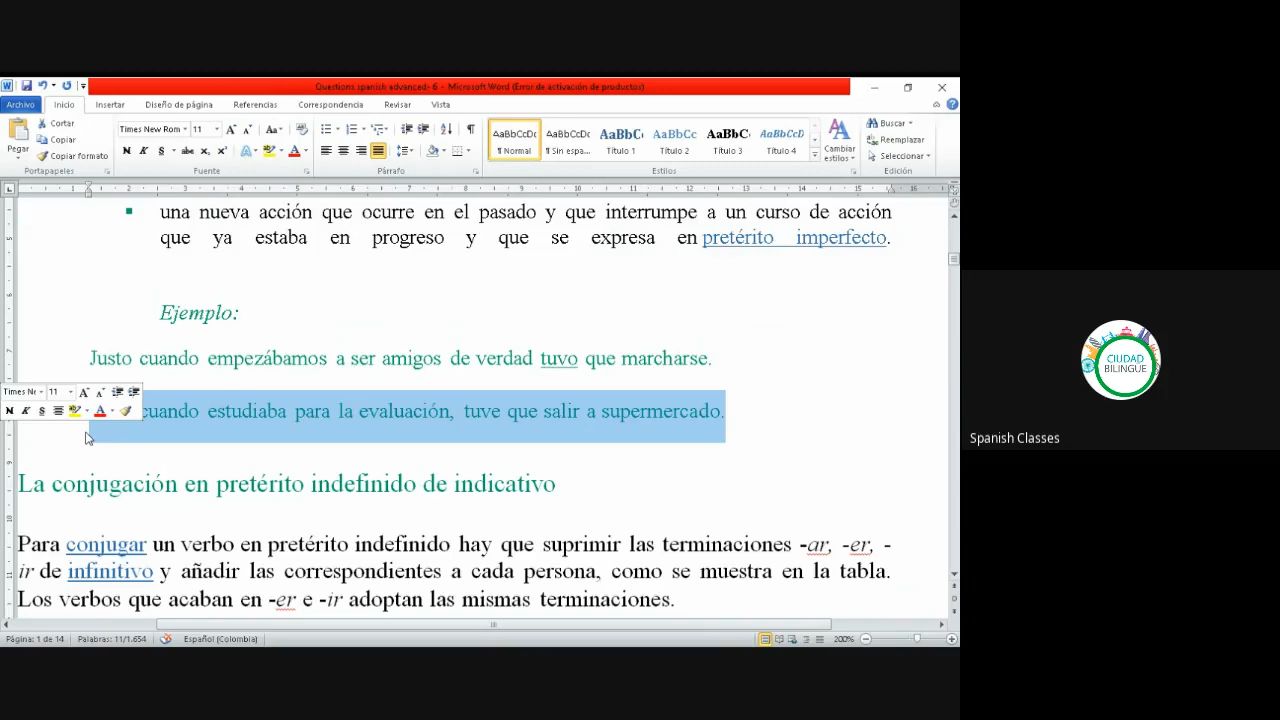 Questions spanish advanced- 6 - Microsoft Word (Error de activación de productos)
Archivo Inicio Insertar Diseño de página Referencias Correspondencia Revisar Vista
Pegar
Cortar
Copiar
Copiar formato
Portapapeles
Times New Rom 11
Fuente
Párrafo
AaBbCcDc AaBbCcDc AaBbC AaBbCc AaBbC AaBbCcD
¶ Normal ¶ Sin espa... Título 1 Título 2 Título 3 Título 4
Cambiar estilos
Estilos
Buscar
Reemplazar
Seleccionar
Edición
una nueva acción que ocurre en el pasado y que interrumpe a un curso de acción
que ya estaba en progreso y que se expresa en pretérito imperfecto.
Ejemplo:
Justo cuando empezábamos a ser amigos de verdad tuvo que marcharse.
Times Ne 11
cuando estudiaba para la evaluación, tuve que salir a supermercado.
La conjugación en pretérito indefinido de indicativo
Para conjugar un verbo en pretérito indefinido hay que suprimir las terminaciones -ar, -er, -
ir de infinitivo y añadir las correspondientes a cada persona, como se muestra en la tabla.
Los verbos que acaban en -er e -ir adoptan las mismas terminaciones.
Página: 1 de 14 Palabras: 11/1.654 Español (Colombia) 200%
CIUDAD
BILINGÜE
Spanish Classes